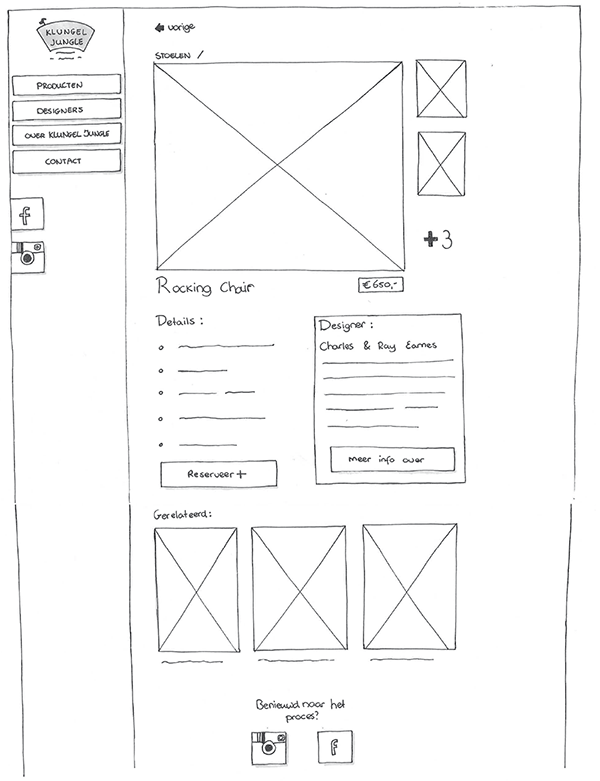 KLUNGEL
JUNGLE
PRODUCTEN
DESIGNERS
OVER KLUNGEL JUNGLE
CONTACT
f
vorige
STOELEN /
+3
Rocking Chair
€650,-
Details:
Reserveer+
Designer:
Charles & Ray Eames
meer info over
Gerelateerd:
Benieuwd naar het
proces?
f